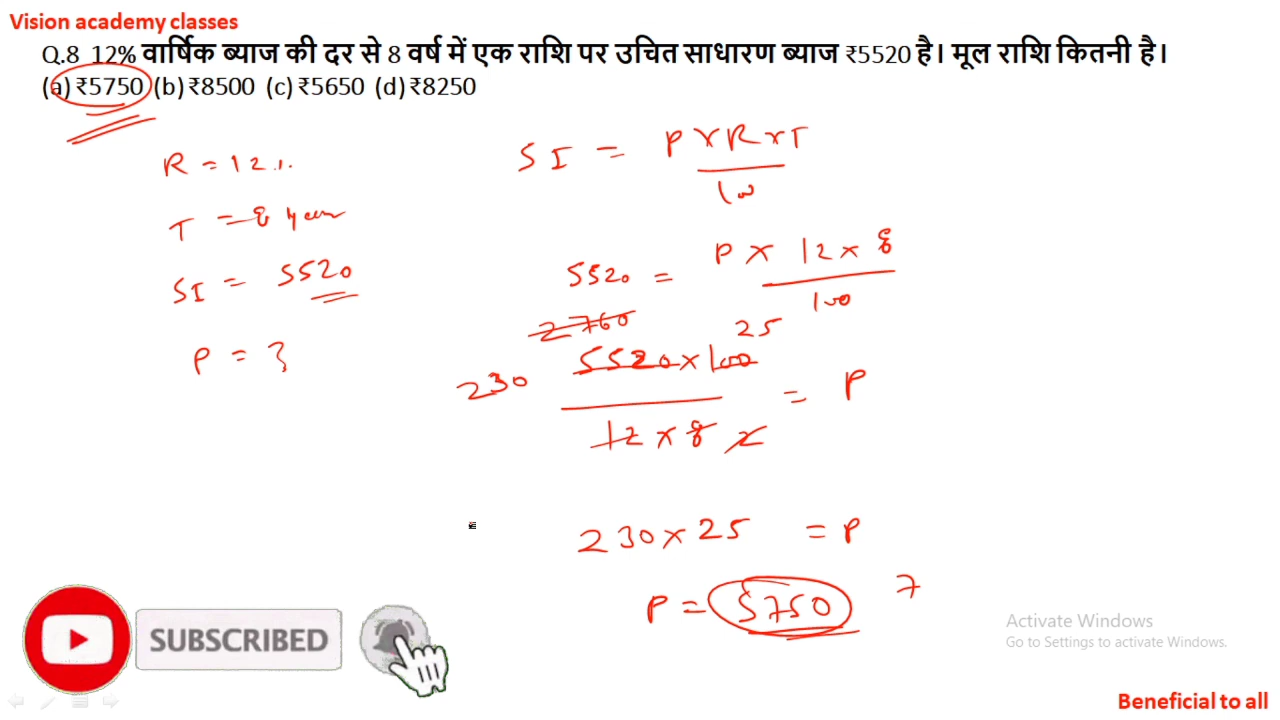 Vision academy classes
Q.8 12% वार्षिक ब्याज की दर से 8 वर्ष में एक राशि पर उचित साधारण ब्याज ₹5520 है। मूल राशि कितनी है।
(a) ₹5750 (b) ₹8500 (c) ₹5650 (d) ₹8250
R = 12%
T = 8 year
SI = 5520
P = ?
SI = P × R × T
100
5520 = P × 12 × 8
100
2760 25
230 5520 × 100 = P
12 × 8 2
230 × 25 = P
P = 5750
7
SUBSCRIBED
Activate Windows
Go to Settings to activate Windows.
Beneficial to all